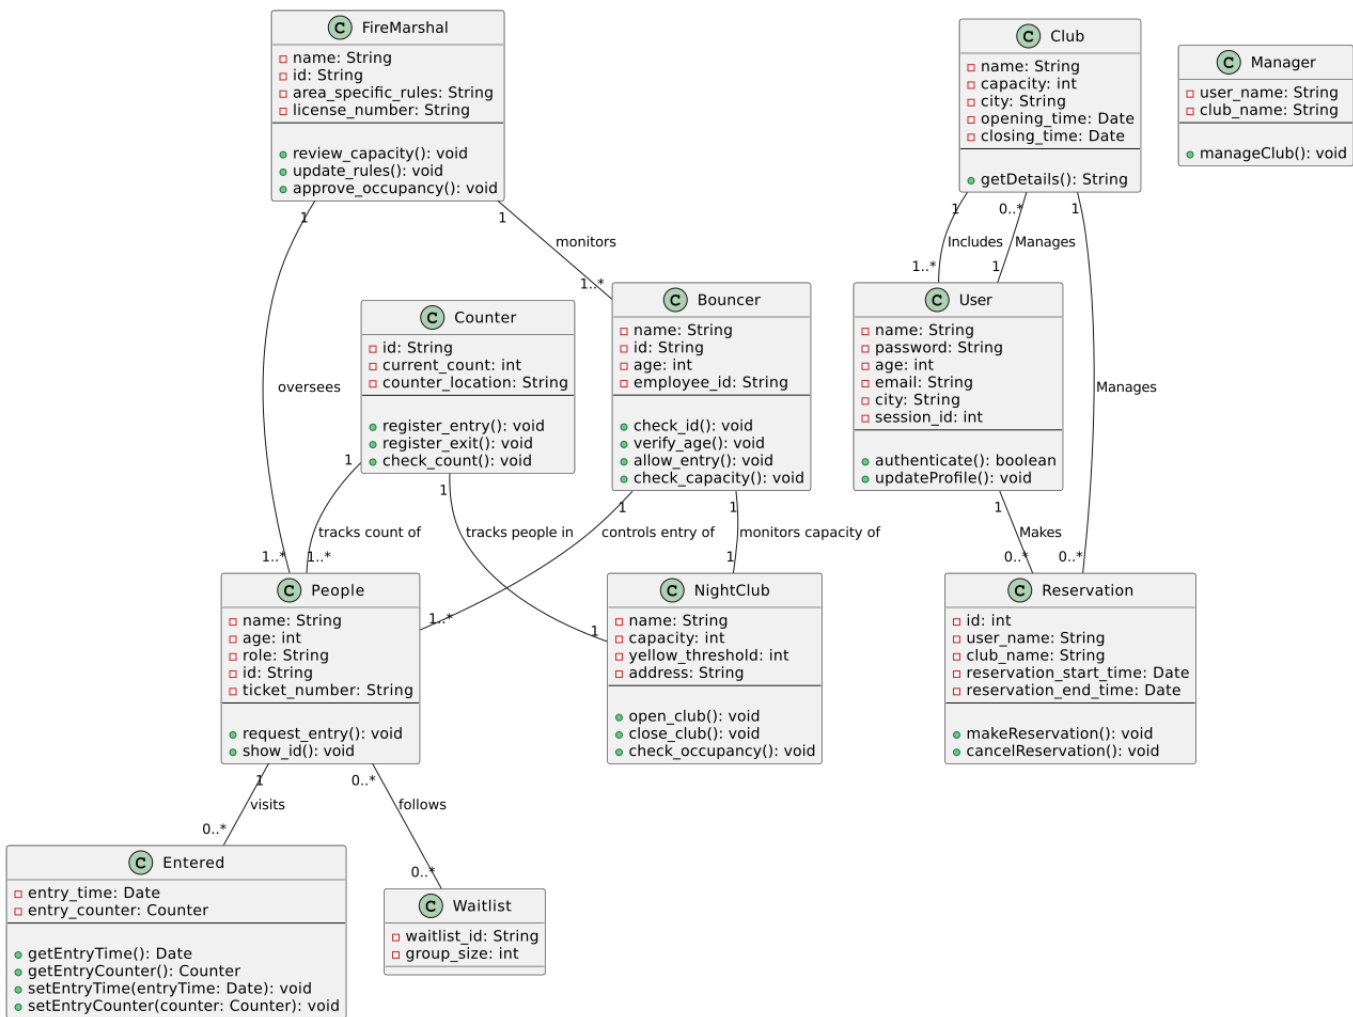 C FireMarshal
name: String
id: String
area_specific_rules: String
license_number: String
review_capacity(): void
update_rules(): void
approve_occupancy(): void
C Club
name: String
capacity: int
city: String
opening_time: Date
closing_time: Date
getDetails(): String
C Manager
user_name: String
club_name: String
manageClub(): void
1
1
monitors
1..*
oversees
1..*
1
Includes
1..*
0..*
Manages
1
1
Manages
0..*
C Counter
id: String
current_count: int
counter_location: String
register_entry(): void
register_exit(): void
check_count(): void
C Bouncer
name: String
id: String
age: int
employee_id: String
check_id(): void
verify_age(): void
allow_entry(): void
check_capacity(): void
C User
name: String
password: String
age: int
email: String
city: String
session_id: int
authenticate(): boolean
updateProfile(): void
1
tracks count of
1..*
1
tracks people in
1
1
controls entry of
1..*
1
monitors capacity of
1
1
Makes
0..*
C People
name: String
age: int
role: String
id: String
ticket_number: String
request_entry(): void
show_id(): void
C NightClub
name: String
capacity: int
yellow_threshold: int
address: String
open_club(): void
close_club(): void
check_occupancy(): void
C Reservation
id: int
user_name: String
club_name: String
reservation_start_time: Date
reservation_end_time: Date
makeReservation(): void
cancelReservation(): void
1
visits
0..*
0..*
follows
0..*
C Entered
entry_time: Date
entry_counter: Counter
getEntryTime(): Date
getEntryCounter(): Counter
setEntryTime(entryTime: Date): void
setEntryCounter(counter: Counter): void
C Waitlist
waitlist_id: String
group_size: int